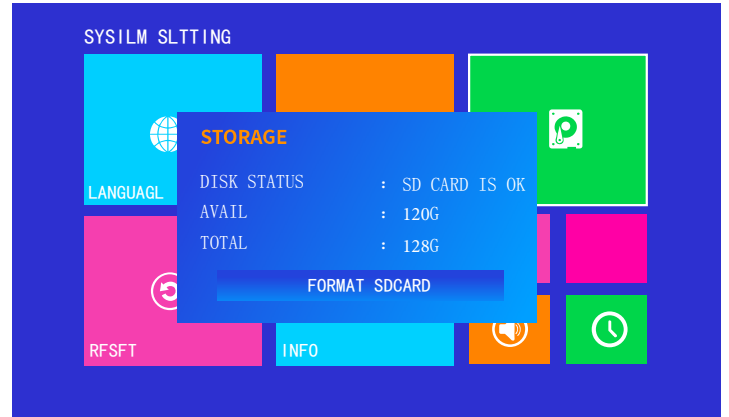 SYSILM SLTTING
STORAGE
DISK STATUS : SD CARD IS OK
LANGUAGL
AVAIL : 120G
TOTAL : 128G
FORMAT SDCARD
RFSFT
INFO